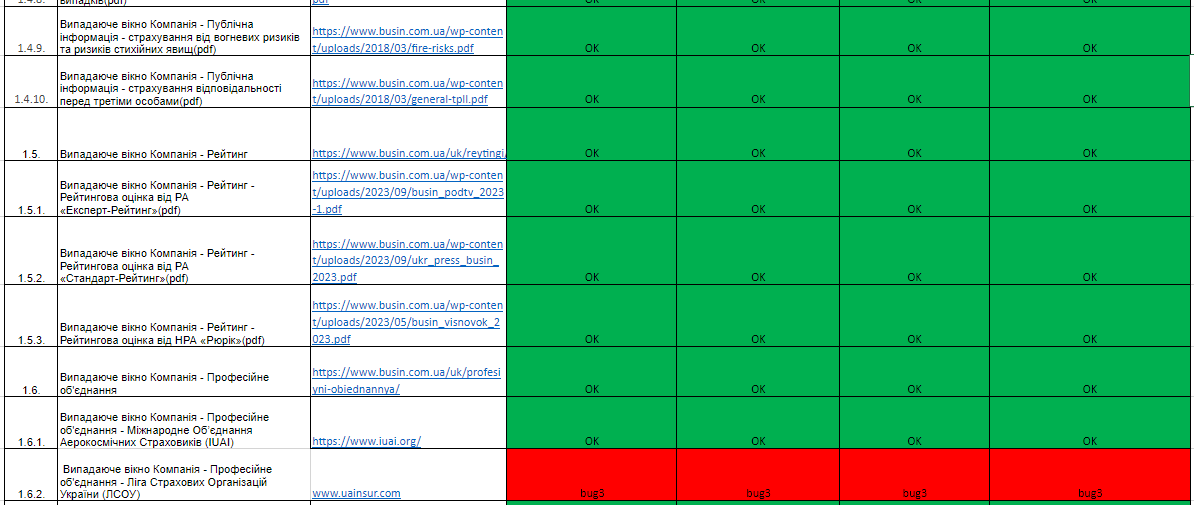 1.4.8.
випадків(pdf)
pdf
OK OK OK OK
1.4.9.
Випадаюче вікно Компанія - Публічна
інформація - страхування від вогневих ризиків
та ризиків стихійних явищ(pdf)
https://www.busin.com.ua/wp-conten
t/uploads/2018/03/fire-risks.pdf
OK OK OK OK
1.4.10.
Випадаюче вікно Компанія - Публічна
інформація - страхування відповідальності
перед третіми особами(pdf)
https://www.busin.com.ua/wp-conten
t/uploads/2018/03/general-tpll.pdf
OK OK OK OK
1.5.
Випадаюче вікно Компанія - Рейтинг
https://www.busin.com.ua/uk/reytingi/
OK OK OK OK
1.5.1.
Випадаюче вікно Компанія - Рейтинг -
Рейтингова оцінка від РА
«Експерт-Рейтинг»(pdf)
https://www.busin.com.ua/wp-conten
t/uploads/2023/09/busin_podtv_2023
-1.pdf
OK OK OK OK
1.5.2.
Випадаюче вікно Компанія - Рейтинг -
Рейтингова оцінка від РА
«Стандарт-Рейтинг»(pdf)
https://www.busin.com.ua/wp-conten
t/uploads/2023/09/ukr_press_busin_
2023.pdf
OK OK OK OK
1.5.3.
Випадаюче вікно Компанія - Рейтинг -
Рейтингова оцінка від НРА «Рюрік»(pdf)
https://www.busin.com.ua/wp-conten
t/uploads/2023/05/busin_visnovok_2
023.pdf
OK OK OK OK
1.6.
Випадаюче вікно Компанія - Професійне
об'єднання
https://www.busin.com.ua/uk/profesi
yni-obiednannya/
OK OK OK OK
1.6.1.
Випадаюче вікно Компанія - Професійне
об'єднання - Міжнародне Об'єднання
Аерокосмічних Страховиків (IUAI)
https://www.iuai.org/
OK OK OK OK
1.6.2.
Випадаюче вікно Компанія - Професійне
об'єднання - Ліга Страхових Організацій
України (ЛСОУ)
www.uainsur.com
bug3 bug3 bug3 bug3